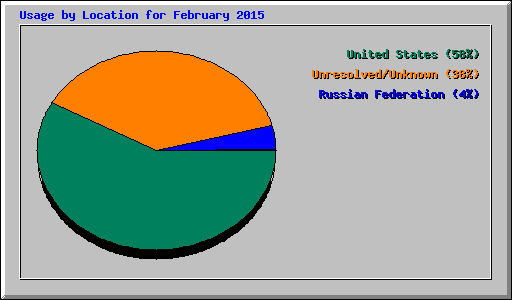 Usage by Location for February 2015
United States (58%)
Unresolved/Unknown (38%)
Russian Federation (4%)